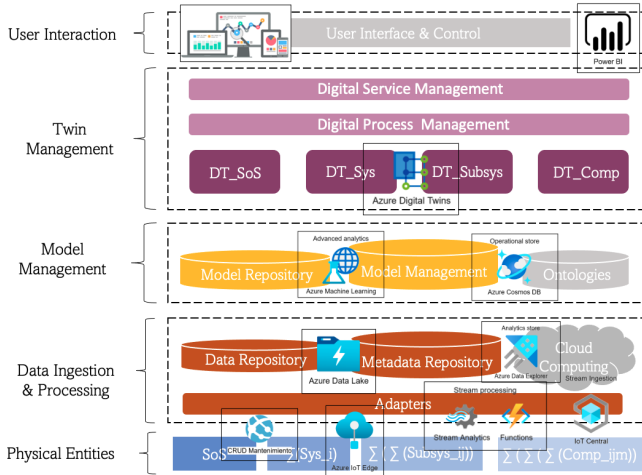 User Interaction
User Interface & Control
Power BI
Twin
Management
Digital Service Management
Digital Process Management
DT_SoS
DT_Sys
DT_Subsys
DT_Comp
Azure Digital Twins
Model
Management
Advanced analytics
Operational store
Model Repository
Model Management
Ontologies
Azure Machine Learning
Azure Cosmos DB
Data Ingestion
& Processing
Analytics store
Data Repository
Metadata Repository
Cloud
Computing
Azure Data Lake
Azure Data Explorer
Stream Ingestion
Stream processing
Adapters
Stream Analytics
Functions
IoT Central
Physical Entities
SoS
CRUD Mantenimiento
∑(Sys_i)
Azure IoT Edge
∑ (∑ (Subsys_ij))
∑ (∑ (∑ (Comp_ijm)))